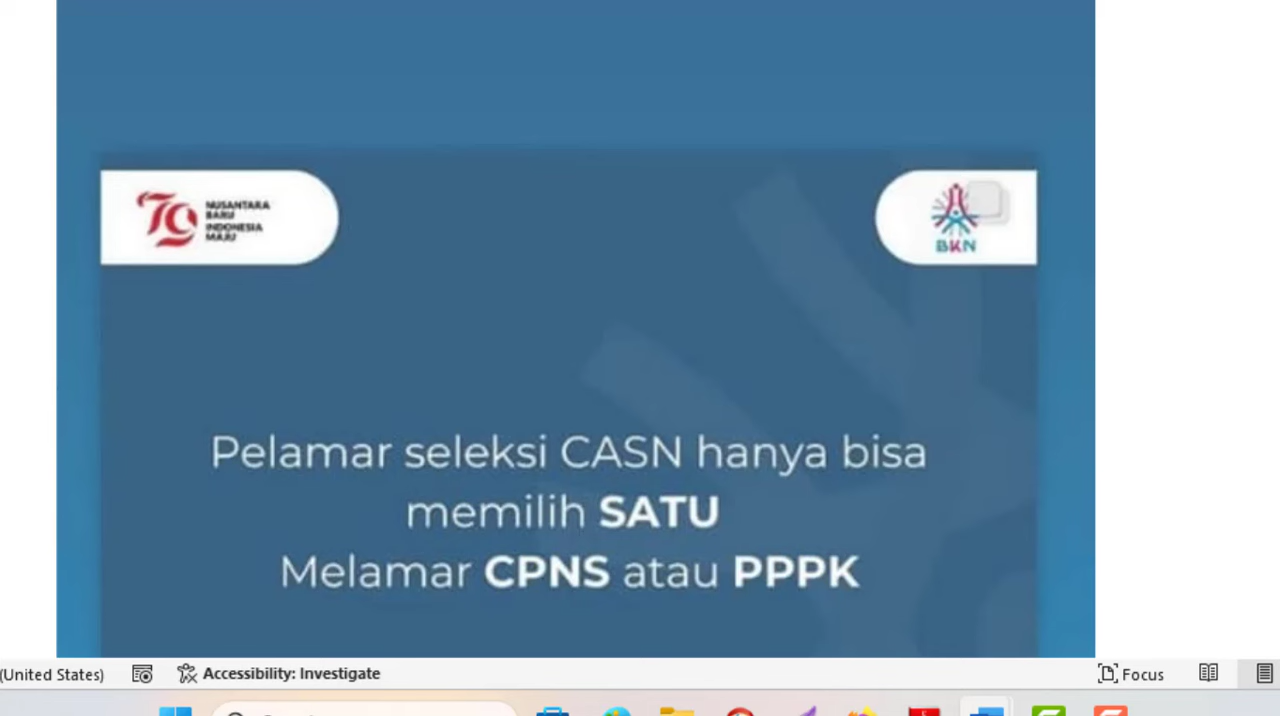 79 NUSANTARA
BARU
INDONESIA
MAJU
BKN
Pelamar seleksi CASN hanya bisa
memilih SATU
Melamar CPNS atau PPPK
(United States)
Accessibility: Investigate
Focus